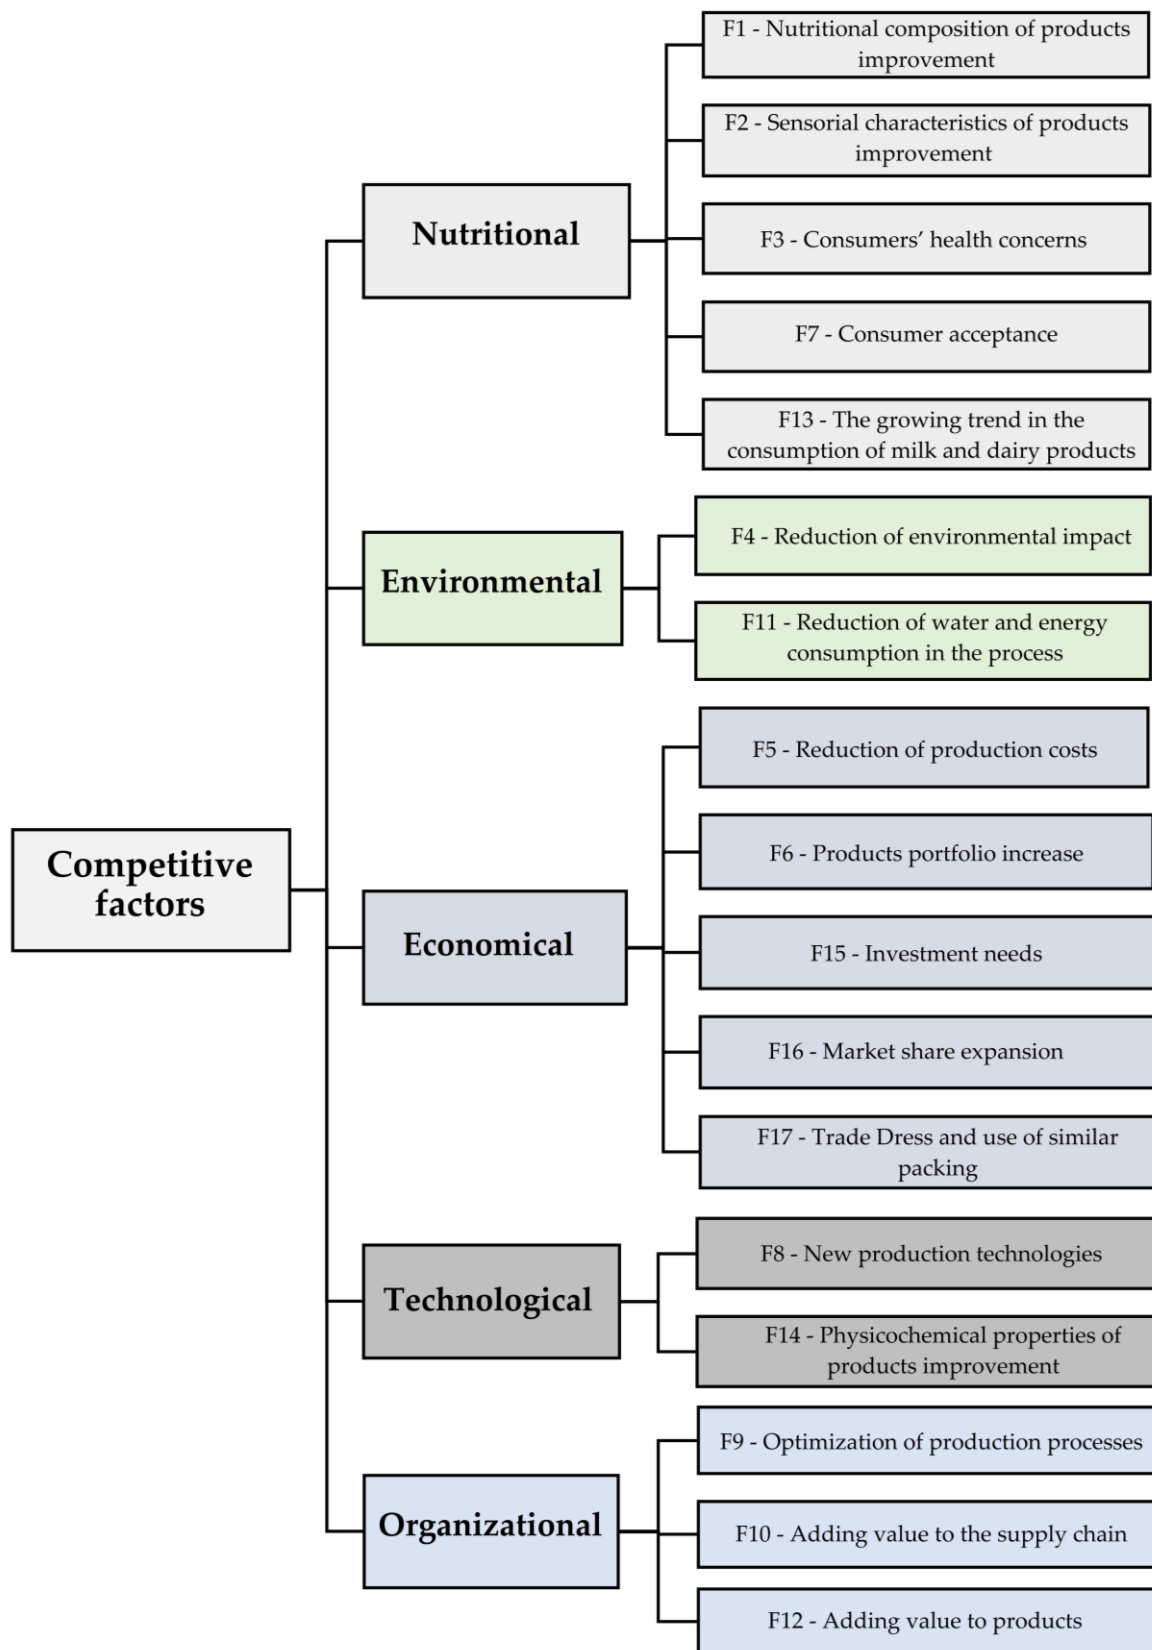 Competitive
factors
Nutritional
F1 - Nutritional composition of products
improvement
F2 - Sensorial characteristics of products
improvement
F3 - Consumers’ health concerns
F7 - Consumer acceptance
F13 - The growing trend in the
consumption of milk and dairy products
Environmental
F4 - Reduction of environmental impact
F11 - Reduction of water and energy
consumption in the process
Economical
F5 - Reduction of production costs
F6 - Products portfolio increase
F15 - Investment needs
F16 - Market share expansion
F17 - Trade Dress and use of similar
packing
Technological
F8 - New production technologies
F14 - Physicochemical properties of
products improvement
Organizational
F9 - Optimization of production processes
F10 - Adding value to the supply chain
F12 - Adding value to products